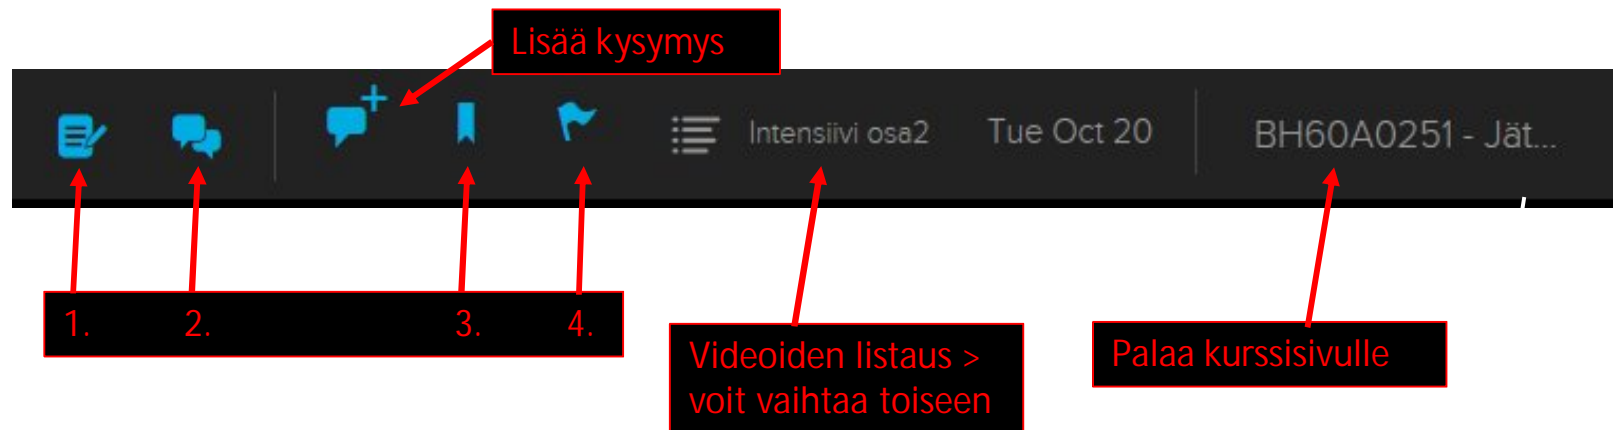 Lisää kysymys
Intensiivi osa2 Tue Oct 20 BH60A0251 - Jät...
1. 2. 3. 4.
Videoiden listaus >
voit vaihtaa toiseen
Palaa kurssisivulle